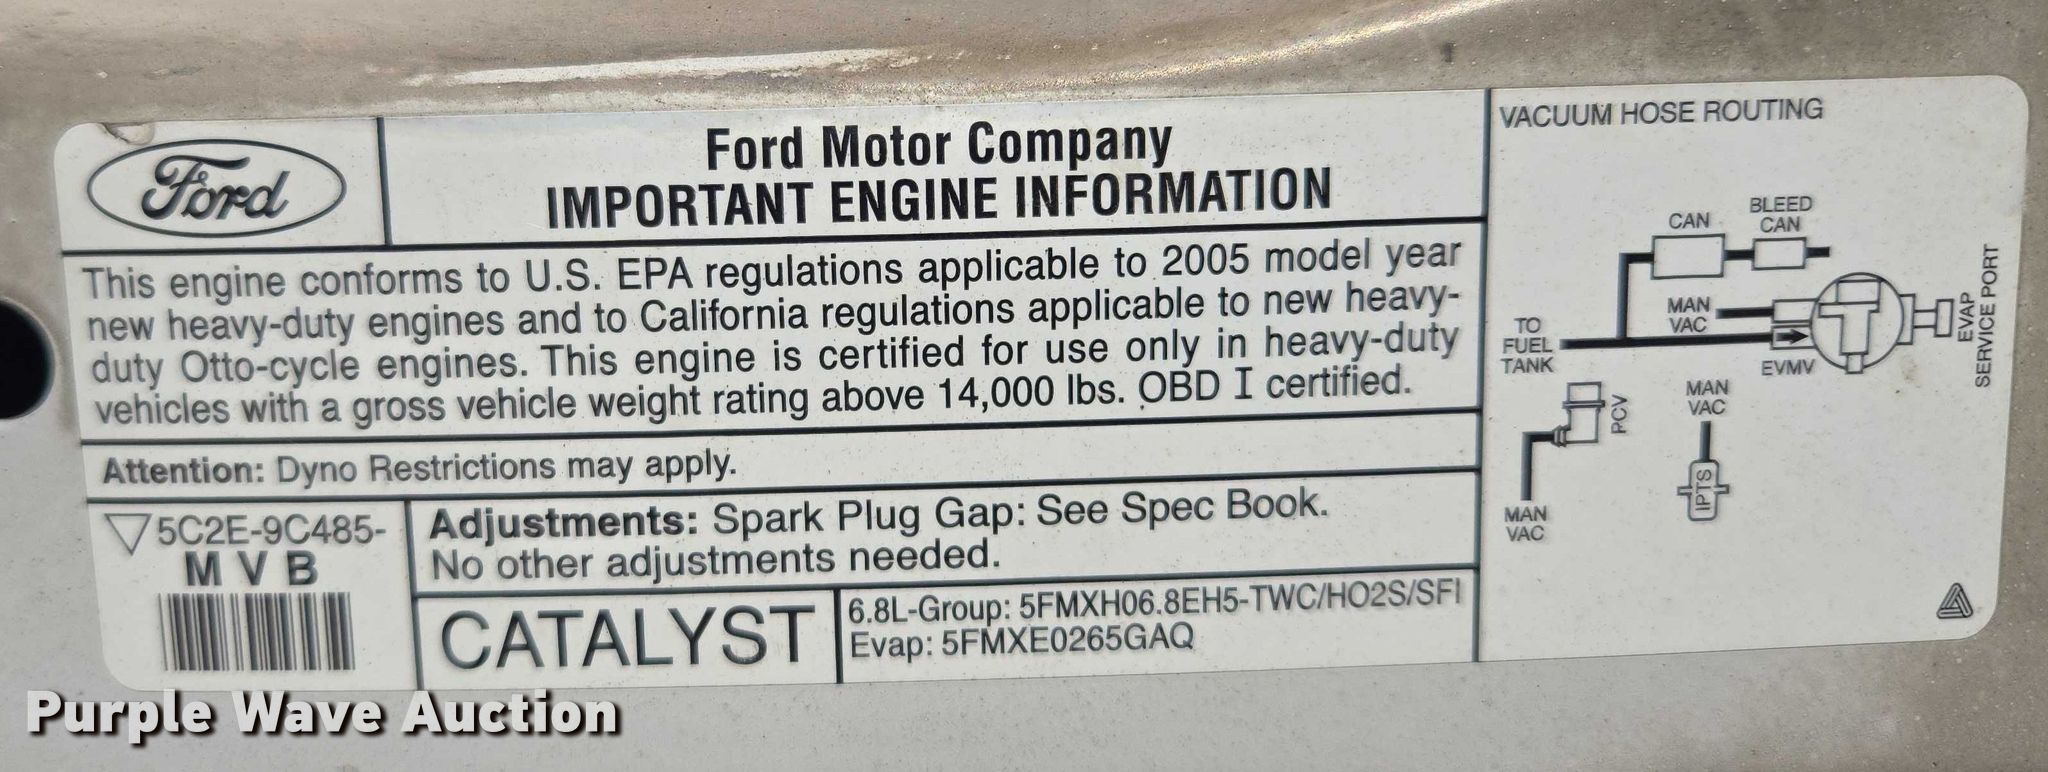 Ford
Ford Motor Company
IMPORTANT ENGINE INFORMATION
This engine conforms to U.S. EPA regulations applicable to 2005 model year
new heavy-duty engines and to California regulations applicable to new heavy-
duty Otto-cycle engines. This engine is certified for use only in heavy-duty
vehicles with a gross vehicle weight rating above 14,000 lbs. OBD I certified.
Attention: Dyno Restrictions may apply.
5C2E-9C485-
M V B
Adjustments: Spark Plug Gap: See Spec Book.
No other adjustments needed.
CATALYST
6.8L-Group: 5FMXH06.8EH5-TWC/HO2S/SFI
Evap: 5FMXE0265GAQ
VACUUM HOSE ROUTING
CAN
BLEED
CAN
MAN
VAC
TO
FUEL
TANK
EVMV
EVAP
SERVICE PORT
PCV
MAN
VAC
MAN
VAC
IPTS
Purple Wave Auction